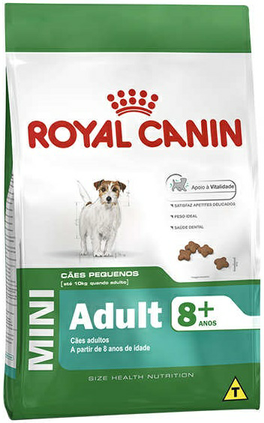 ROYAL CANIN
Apoio à Vitalidade
SATISFAZ APETITES DELICADOS
PESO IDEAL
SAÚDE DENTAL
CÃES PEQUENOS
[até 10kg quando adulto]
MINI
Adult 8+
ANOS
Cães adultos
A partir de 8 anos de idade
SIZE HEALTH NUTRITION
T